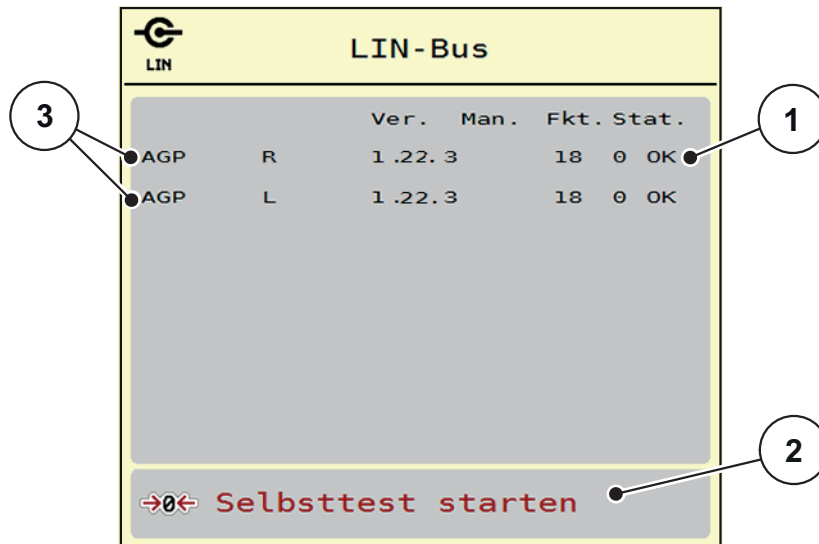 LIN
LIN-Bus
Ver. Man. Fkt. Stat.
AGP R 1.22.3 18 0 OK
AGP L 1.22.3 18 0 OK
→0← Selbsttest starten
3
1
2